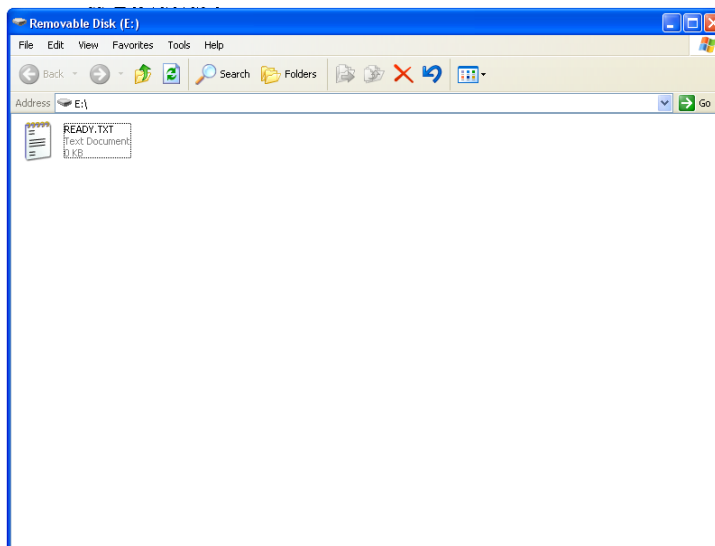 Removable Disk (E:)
File Edit View Favorites Tools Help
Back Search Folders
Address E:\ Go
READY.TXT
Text Document
0 KB